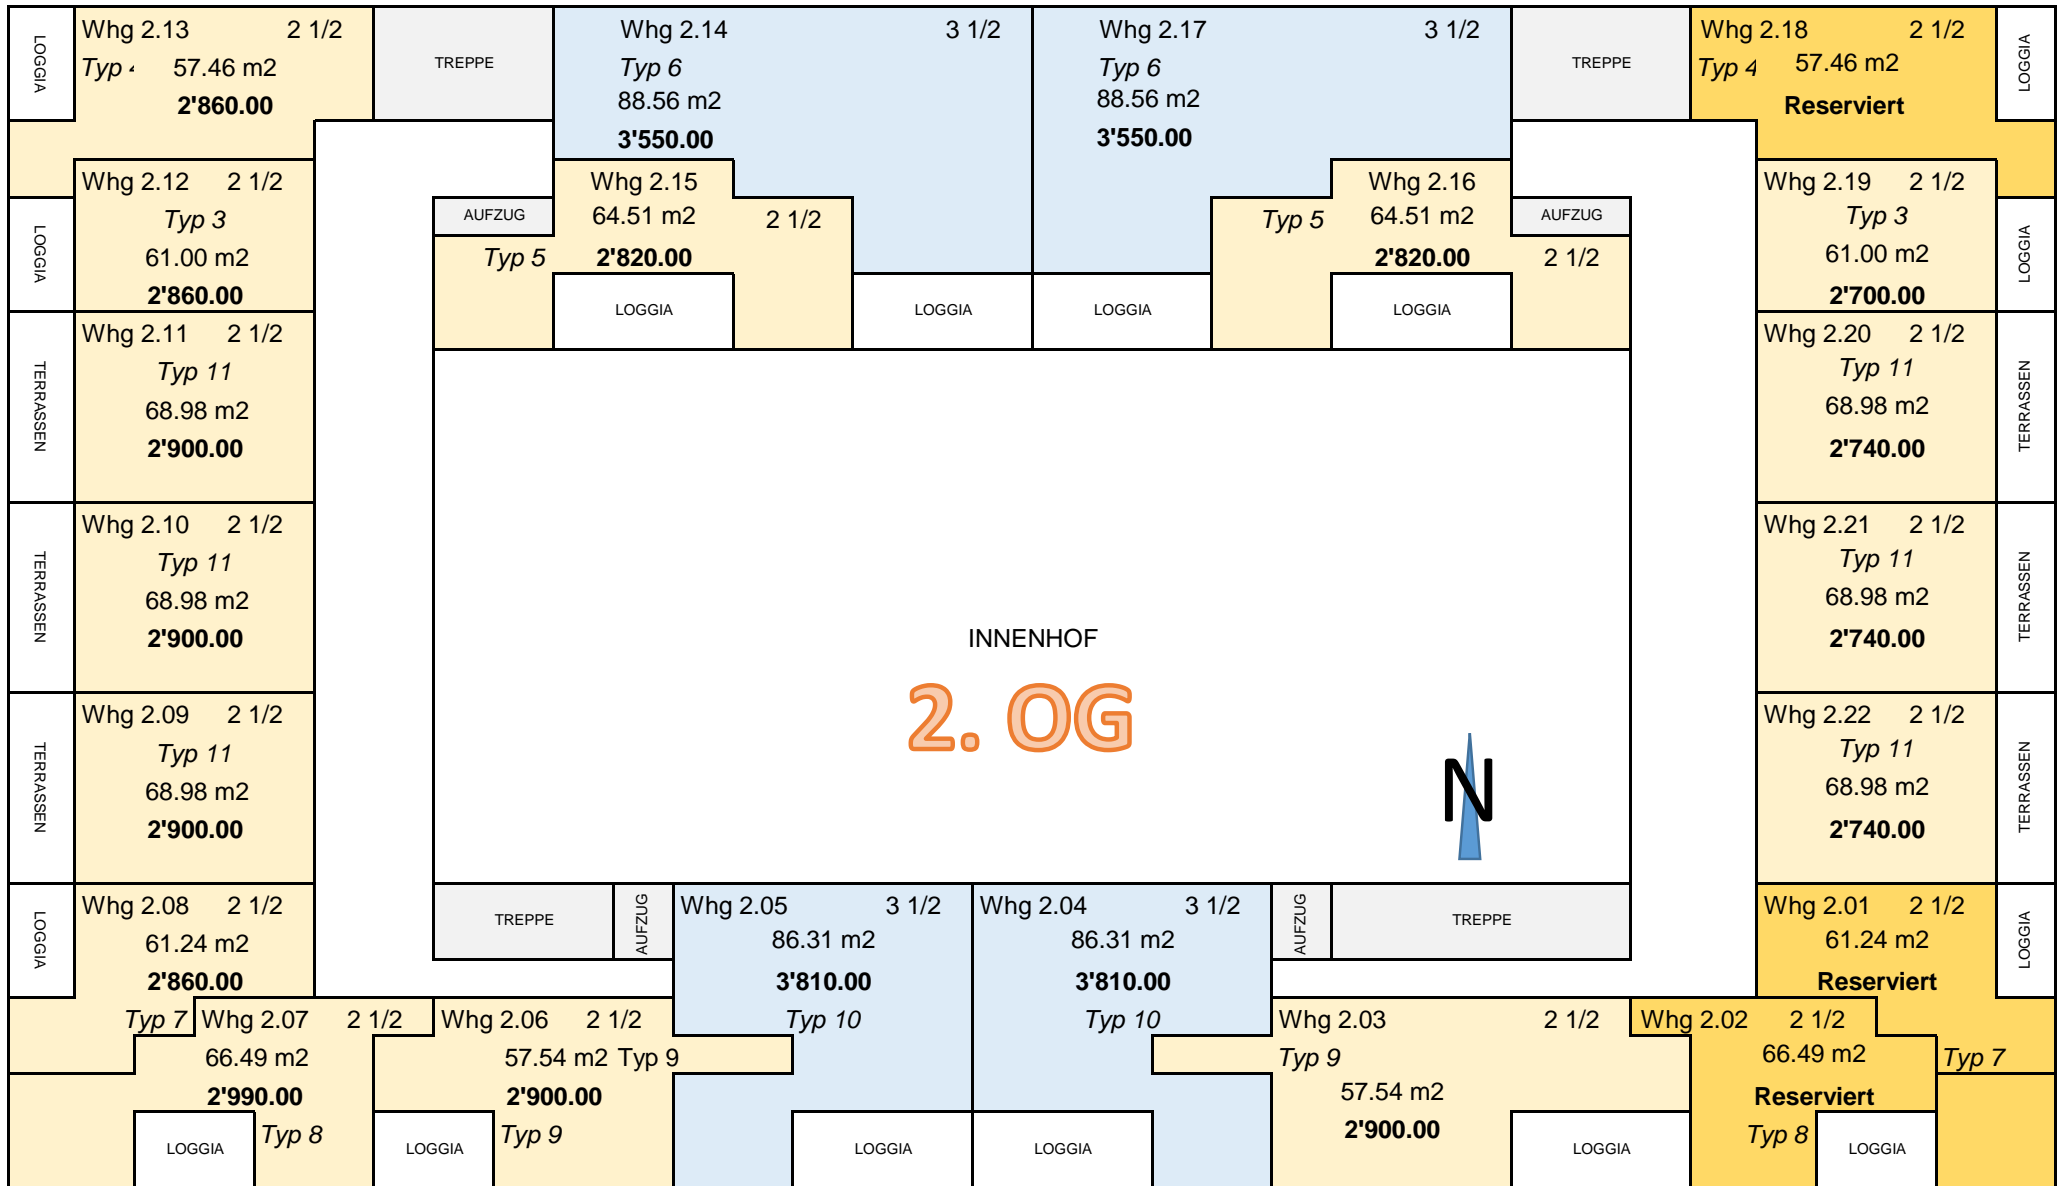 LOGGIA
Whg 2.13 2 1/2
Typ 4 57.46 m2
2'860.00
TREPPE
Whg 2.14 3 1/2
Typ 6
88.56 m2
3'550.00
Whg 2.17 3 1/2
Typ 6
88.56 m2
3'550.00
TREPPE
Whg 2.18 2 1/2
Typ 4 57.46 m2
Reserviert
LOGGIA
LOGGIA
Whg 2.12 2 1/2
Typ 3
61.00 m2
2'860.00
AUFZUG
Whg 2.15
64.51 m2 2 1/2
Typ 5 2'820.00
LOGGIA
LOGGIA
LOGGIA
Whg 2.16
Typ 5 64.51 m2
2'820.00 2 1/2
LOGGIA
AUFZUG
Whg 2.19 2 1/2
Typ 3
61.00 m2
2'700.00
LOGGIA
TERRASSEN
Whg 2.11 2 1/2
Typ 11
68.98 m2
2'900.00
Whg 2.20 2 1/2
Typ 11
68.98 m2
2'740.00
TERRASSEN
TERRASSEN
Whg 2.10 2 1/2
Typ 11
68.98 m2
2'900.00
INNENHOF
2. OG
N
Whg 2.21 2 1/2
Typ 11
68.98 m2
2'740.00
TERRASSEN
TERRASSEN
Whg 2.09 2 1/2
Typ 11
68.98 m2
2'900.00
Whg 2.22 2 1/2
Typ 11
68.98 m2
2'740.00
TERRASSEN
LOGGIA
Whg 2.08 2 1/2
61.24 m2
2'860.00
Typ 7
TREPPE
AUFZUG
Whg 2.05 3 1/2
86.31 m2
3'810.00
Typ 10
LOGGIA
Whg 2.04 3 1/2
86.31 m2
3'810.00
Typ 10
LOGGIA
AUFZUG
TREPPE
Whg 2.01 2 1/2
61.24 m2
Reserviert
Typ 7
LOGGIA
Whg 2.07 2 1/2
66.49 m2
2'990.00
Typ 8
LOGGIA
Whg 2.06 2 1/2
57.54 m2 Typ 9
2'900.00
Typ 9
LOGGIA
Whg 2.03 2 1/2
Typ 9
57.54 m2
2'900.00
LOGGIA
Whg 2.02 2 1/2
66.49 m2
Reserviert
Typ 8
LOGGIA